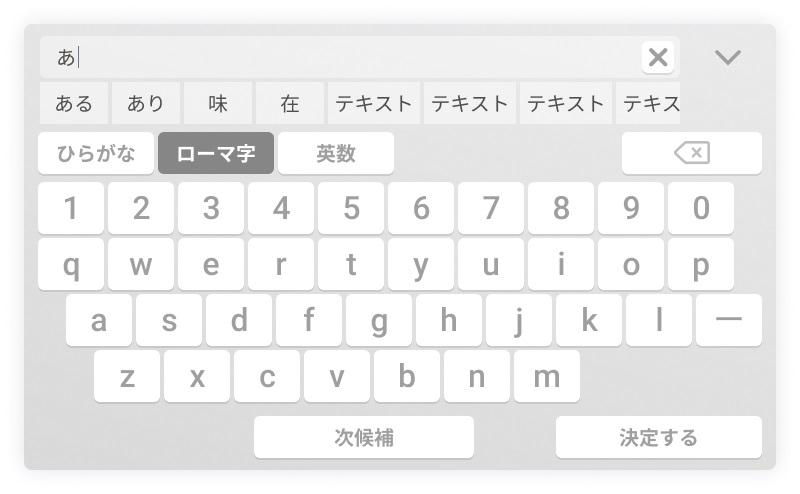 あ
ある あり 味 在 テキスト テキスト テキスト テキス
ひらがな ローマ字 英数
1 2 3 4 5 6 7 8 9 0
q w e r t y u i o p
a s d f g h j k l ー
z x c v b n m
次候補 決定する